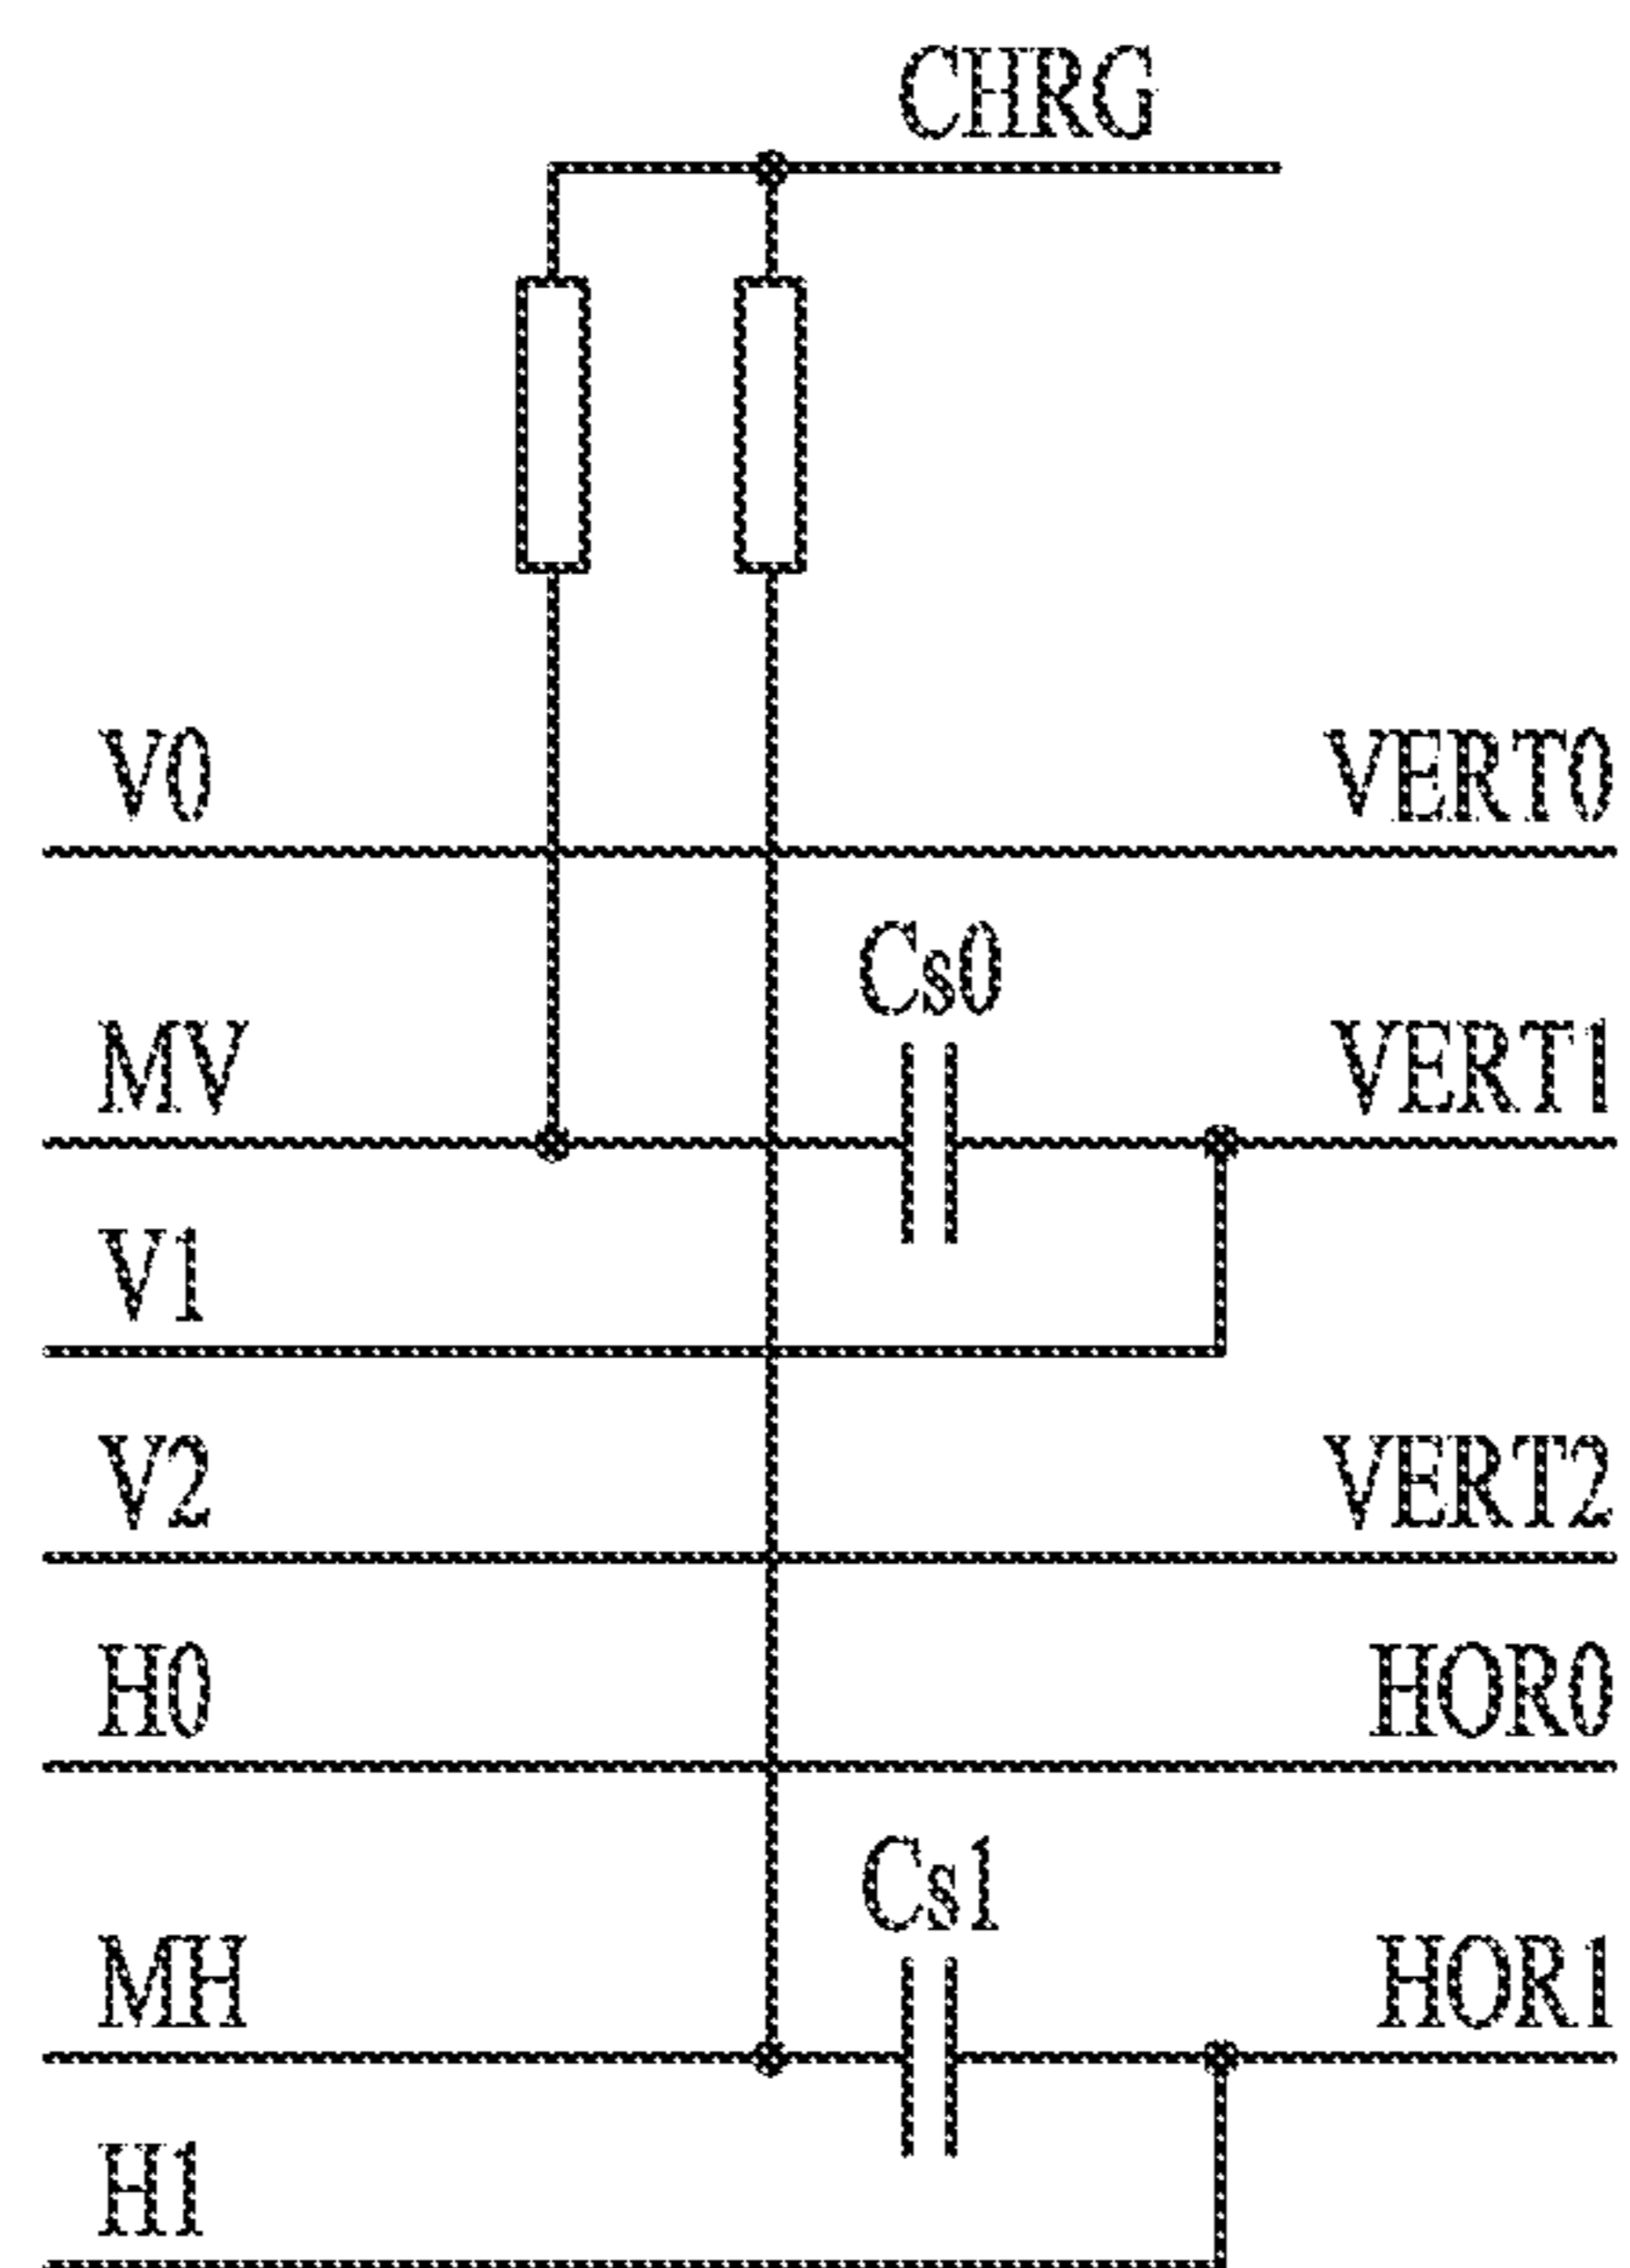 CHRG
V0 VERT0
Cs0
MV VERT1
V1
V2 VERT2
H0 HOR0
Cs1
MH HOR1
H1